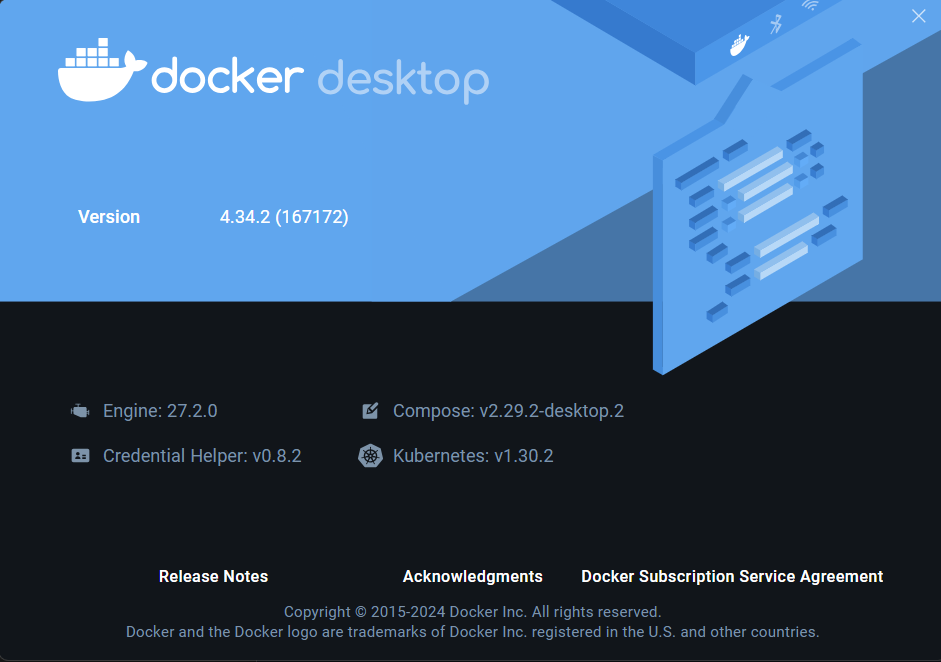 docker desktop
Version 4.34.2 (167172)
Engine: 27.2.0
Compose: v2.29.2-desktop.2
Credential Helper: v0.8.2
Kubernetes: v1.30.2
Release Notes
Acknowledgments
Docker Subscription Service Agreement
Copyright © 2015-2024 Docker Inc. All rights reserved.
Docker and the Docker logo are trademarks of Docker Inc. registered in the U.S. and other countries.